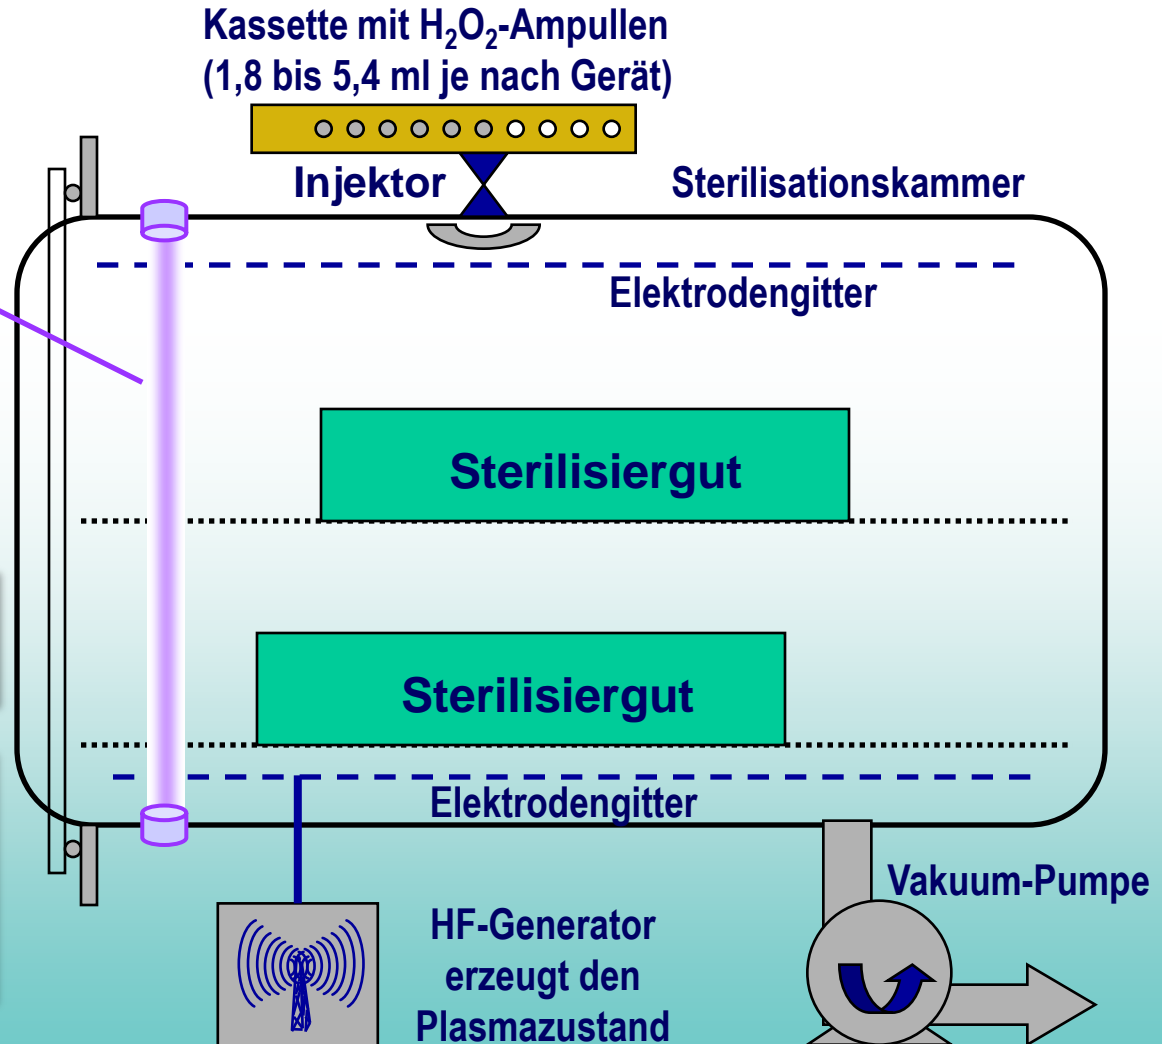 Kassette mit H₂O₂-Ampullen
(1,8 bis 5,4 ml je nach Gerät)
Injektor
Sterilisationskammer
Elektrodengitter
Sterilisiergut
Sterilisiergut
Elektrodengitter
Vakuum-Pumpe
HF-Generator
erzeugt den
Plasmazustand